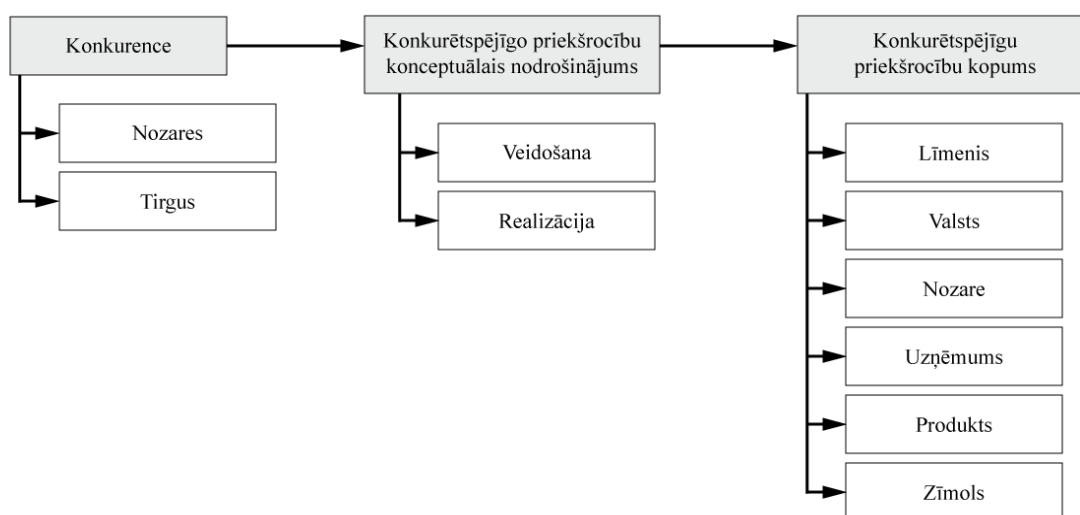 Konkurence
Nozares
Tirgus
Konkurētspējīgo priekšrocību
konceptuālais nodrošinājums
Veidošana
Realizācija
Konkurētspējīgu
priekšrocību kopums
Līmenis
Valsts
Nozare
Uzņēmums
Produkts
Zīmols